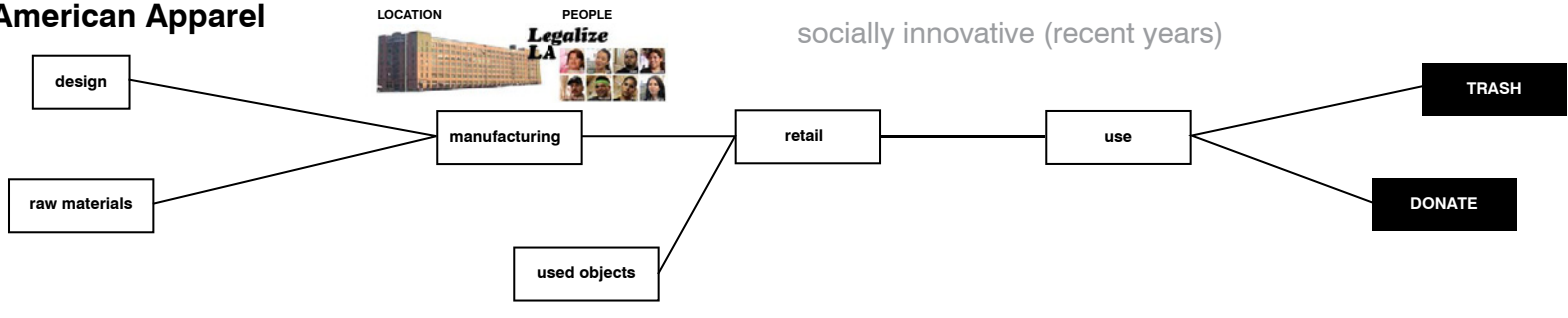 American Apparel
LOCATION
PEOPLE
Legalize
LA
socially innovative (recent years)
design
TRASH
manufacturing
retail
use
raw materials
DONATE
used objects